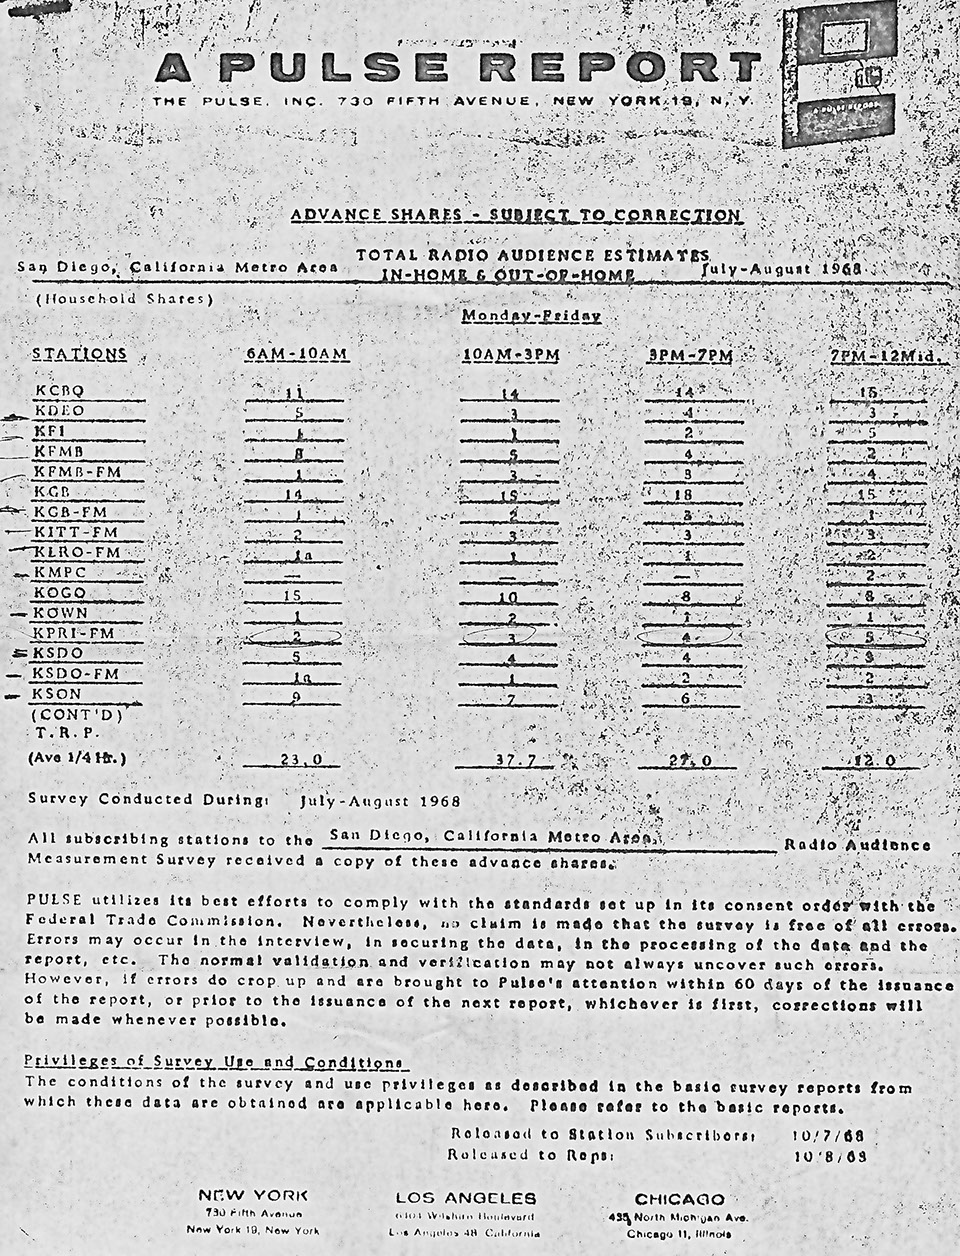 A PULSE REPORT
THE PULSE, INC. 730 FIFTH AVENUE, NEW YORK 19, N.Y.
A PULSE REPORT
ADVANCE SHARES - SUBJECT TO CORRECTION
TOTAL RADIO AUDIENCE ESTIMATES
San Diego, California Metro Area IN-HOME & OUT-OF-HOME July-August 1968
(Household Shares)
Monday-Friday
STATIONS 6AM-10AM 10AM-3PM 3PM-7PM 7PM-12Mid.
KCBQ 11 14 14 15
KDEO 5 3 4 3
KFI 1 1 2 5
KFMB 8 5 4 2
KFMB-FM 1 3 3 4
KGB 14 15 18 15
KGB-FM 1 2 3 1
KITT-FM 2 3 3 3
KLRO-FM 1a 1 1 2
KMPC — — — 2
KOGO 15 10 8 8
KOWN 1 2 1 1
KPRI-FM 2 3 4 5
KSDO 5 4 4 3
KSDO-FM 1a 1 2 2
KSON 9 7 6 3
(CONT'D)
T.R.P.
(Ave 1/4 Hr.) 23.0 37.7 27.0 12.0
Survey Conducted During: July-August 1968
All subscribing stations to the San Diego, California Metro Area, Radio Audience
Measurement Survey received a copy of these advance shares.
PULSE utilizes its best efforts to comply with the standards set up in its consent order with the
Federal Trade Commission. Nevertheless, no claim is made that the survey is free of all errors.
Errors may occur in the interview, in securing the data, in the processing of the data and the
report, etc. The normal validation and verification may not always uncover such errors.
However, if errors do crop up and are brought to Pulse's attention within 60 days of the issuance
of the report, or prior to the issuance of the next report, whichever is first, corrections will
be made whenever possible.
Privileges of Survey Use and Conditions
The conditions of the survey and use privileges as described in the basic survey reports from
which these data are obtained are applicable here. Please refer to the basic reports.
Released to Station Subscribers: 10/7/68
Released to Reps: 10/8/68
NEW YORK LOS ANGELES CHICAGO
730 Fifth Avenue 6404 Wilshire Boulevard 435 North Michigan Ave.
New York 19, New York Los Angeles 48 California Chicago 11, Illinois